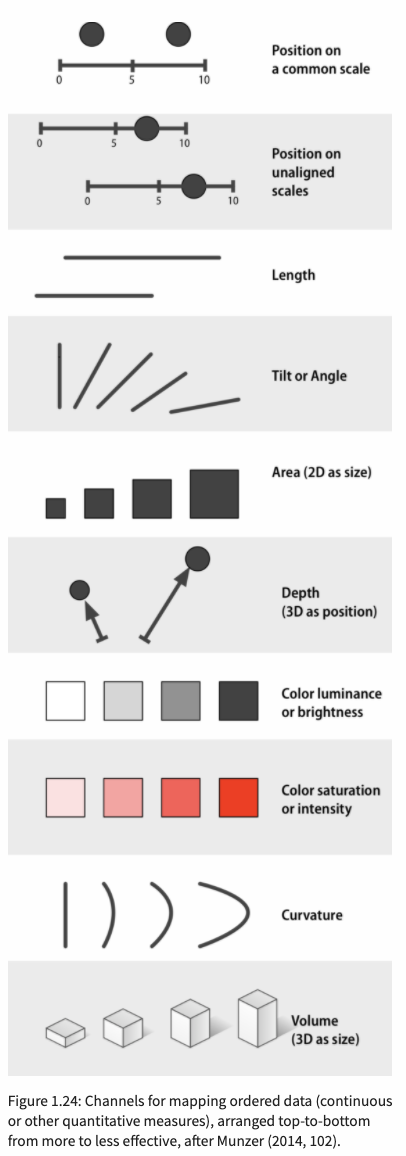 0 5 10
Position on
a common scale
0 5 10
0 5 10
Position on
unaligned
scales
Length
Tilt or Angle
Area (2D as size)
Depth
(3D as position)
Color luminance
or brightness
Color saturation
or intensity
Curvature
Volume
(3D as size)
Figure 1.24: Channels for mapping ordered data (continuous
or other quantitative measures), arranged top-to-bottom
from more to less effective, after Munzer (2014, 102).